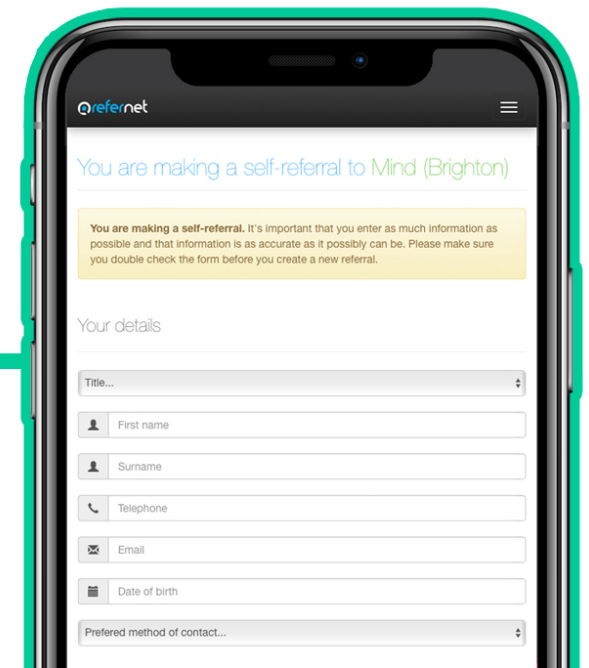 refernet
You are making a self-referral to Mind (Brighton)
You are making a self-referral. It's important that you enter as much information as
possible and that information is as accurate as it possibly can be. Please make sure
you double check the form before you create a new referral.
Your details
Title...
First name
Surname
Telephone
Email
Date of birth
Prefered method of contact...